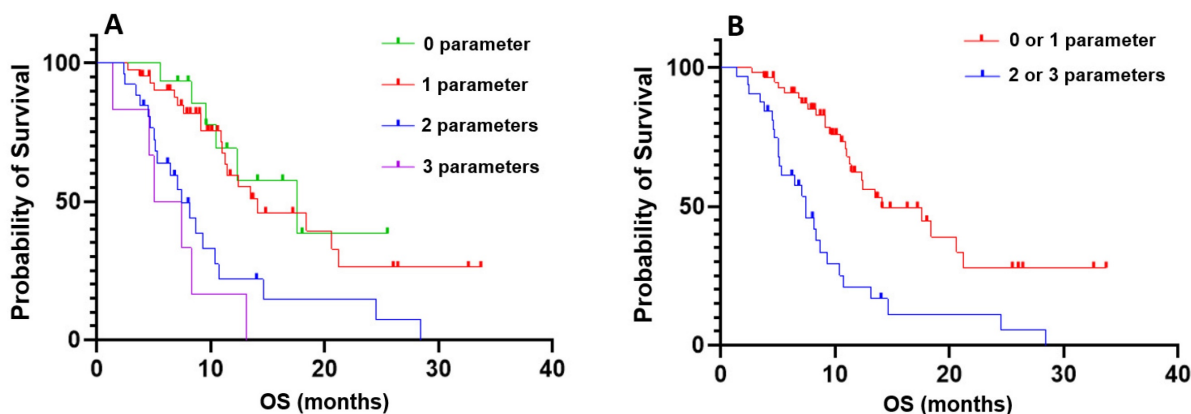 A
0 parameter
1 parameter
2 parameters
3 parameters
Probability of Survival
100
50
0
0 10 20 30 40
OS (months)
B
0 or 1 parameter
2 or 3 parameters
Probability of Survival
100
50
0
0 10 20 30 40
OS (months)